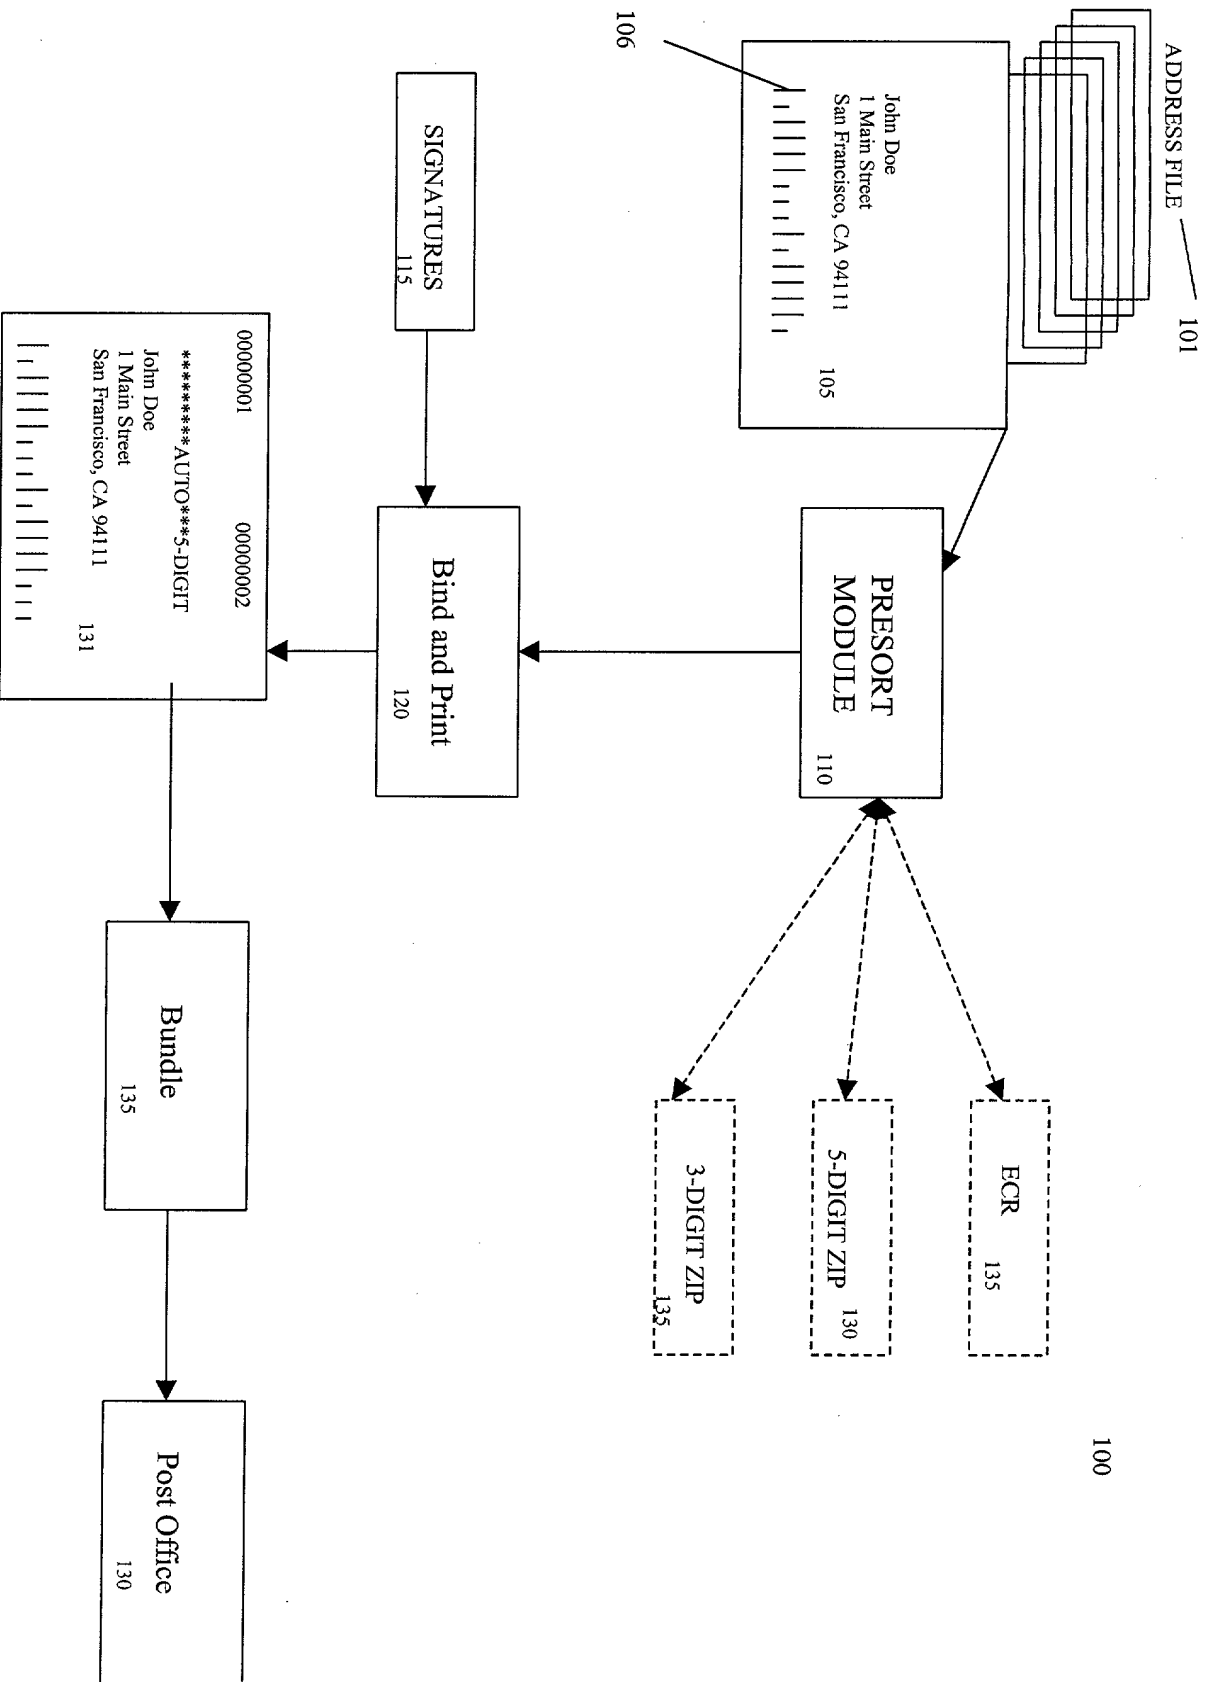 100
ADDRESS FILE
101
John Doe
1 Main Street
San Francisco, CA 94111
105
106
PRESORT
MODULE
110
ECR
135
5-DIGIT ZIP
130
3-DIGIT ZIP
135
SIGNATURES
115
Bind and Print
120
00000001 00000002
*********AUTO***5-DIGIT
John Doe
1 Main Street
San Francisco, CA 94111
131
Bundle
135
Post Office
130